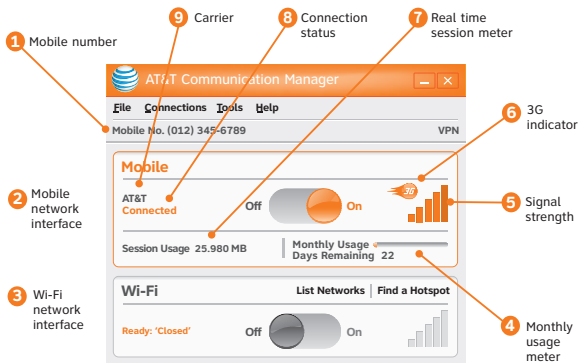 9 Carrier
8 Connection status
7 Real time session meter
1 Mobile number
AT&T Communication Manager
File Connections Tools Help
Mobile No. (012) 345-6789 VPN
6 3G indicator
Mobile
3G
2 Mobile network interface
AT&T
Connected
Off On
5 Signal strength
Session Usage 25.980 MB
Monthly Usage
Days Remaining 22
3 Wi-Fi network interface
Wi-Fi
List Networks | Find a Hotspot
Ready: 'Closed'
Off On
4 Monthly usage meter